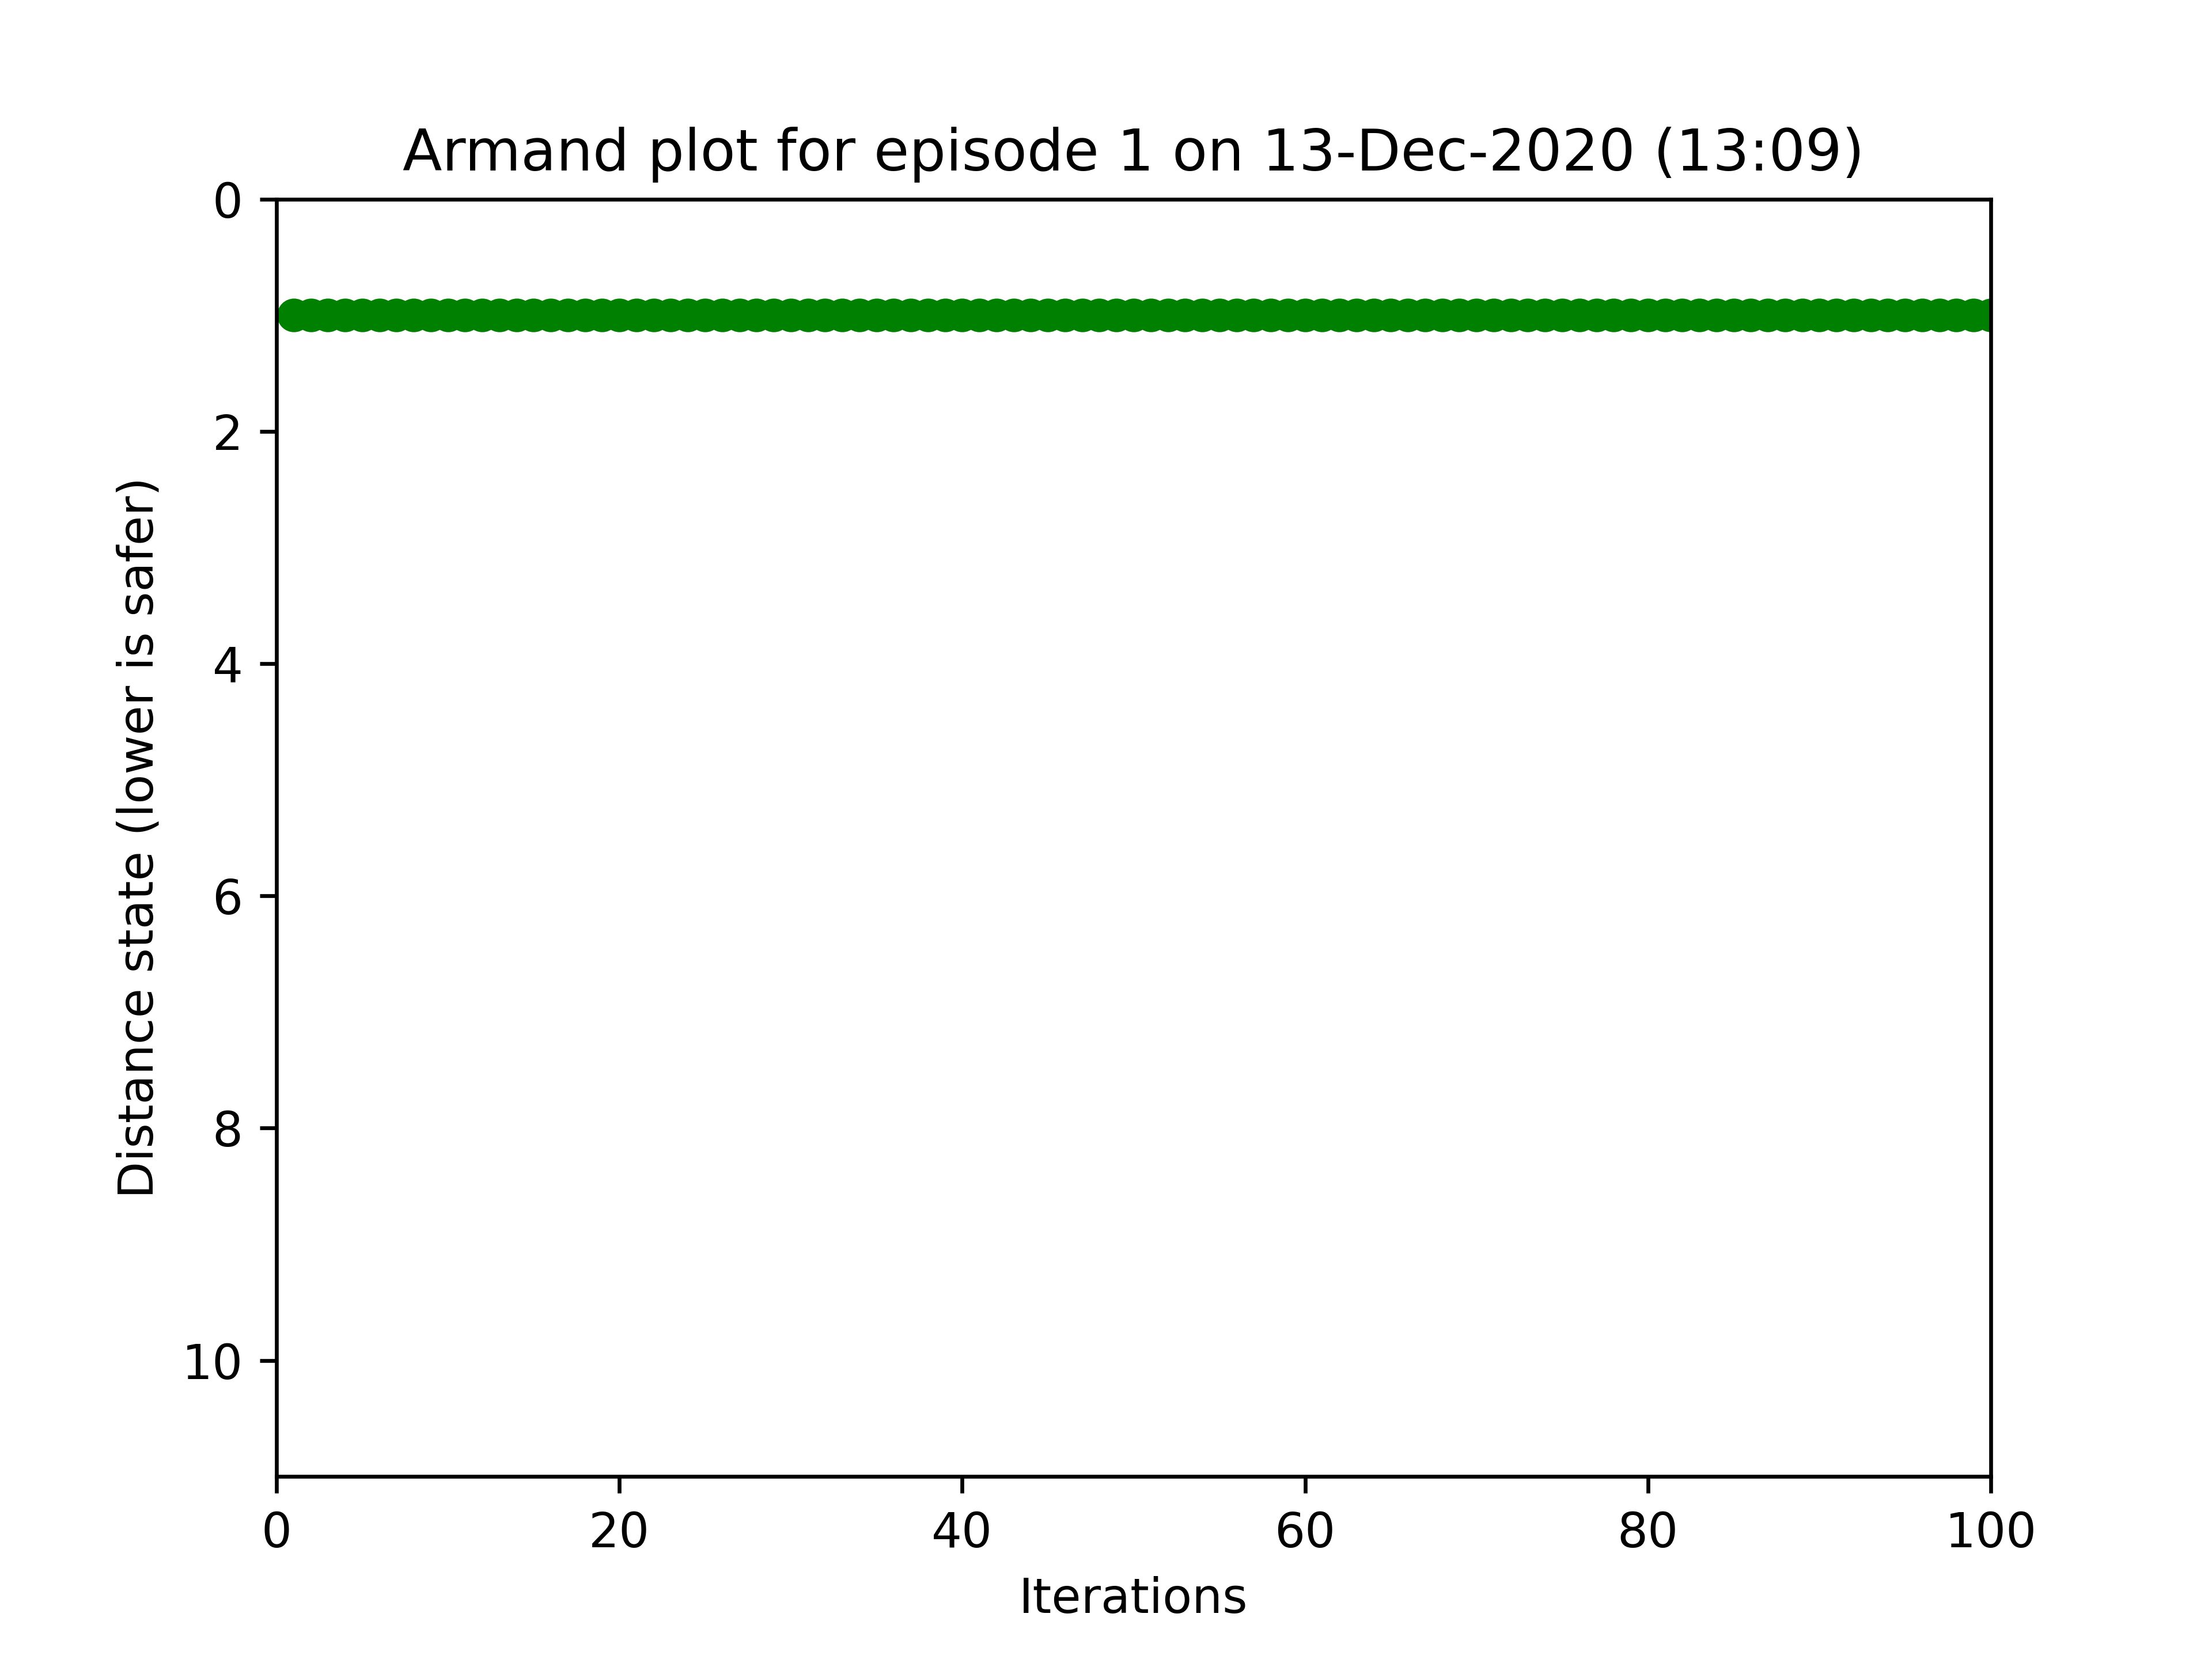 Armand plot for episode 1 on 13-Dec-2020 (13:09)
0
2
4
6
8
10
Distance state (lower is safer)
0 20 40 60 80 100
Iterations